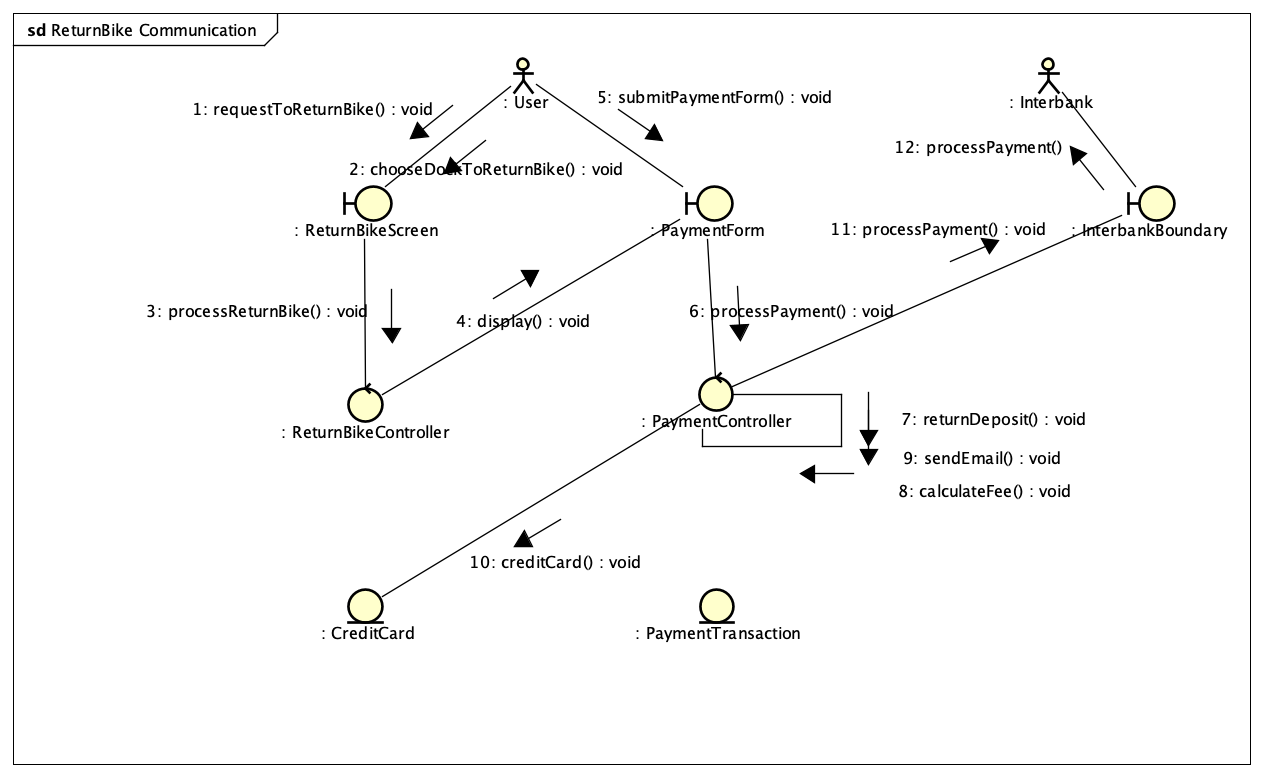 sd ReturnBike Communication
: User
: Interbank
1: requestToReturnBike() : void
5: submitPaymentForm() : void
2: chooseDockToReturnBike() : void
12: processPayment()
: ReturnBikeScreen
: PaymentForm
11: processPayment() : void
: InterbankBoundary
3: processReturnBike() : void
4: display() : void
6: processPayment() : void
: ReturnBikeController
: PaymentController
7: returnDeposit() : void
9: sendEmail() : void
8: calculateFee() : void
10: creditCard() : void
: CreditCard
: PaymentTransaction